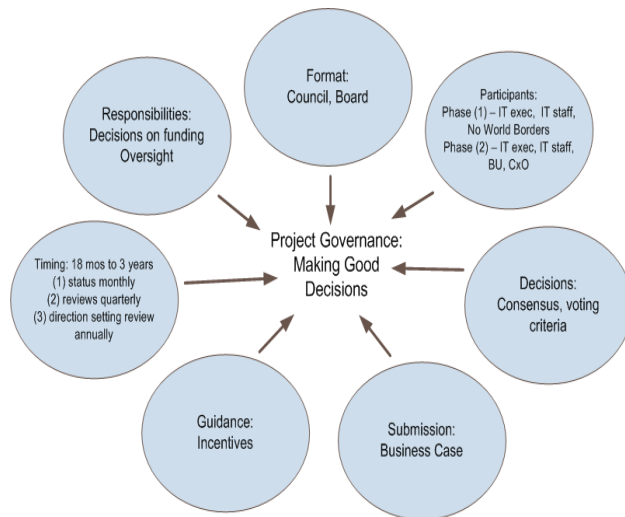 Format:
Council, Board
Participants:
Phase (1) – IT exec, IT staff,
No World Borders
Phase (2) – IT exec, IT staff,
BU, CxO
Responsibilities:
Decisions on funding
Oversight
Project Governance:
Making Good
Decisions
Timing: 18 mos to 3 years
(1) status monthly
(2) reviews quarterly
(3) direction setting review
annually
Decisions:
Consensus, voting
criteria
Guidance:
Incentives
Submission:
Business Case